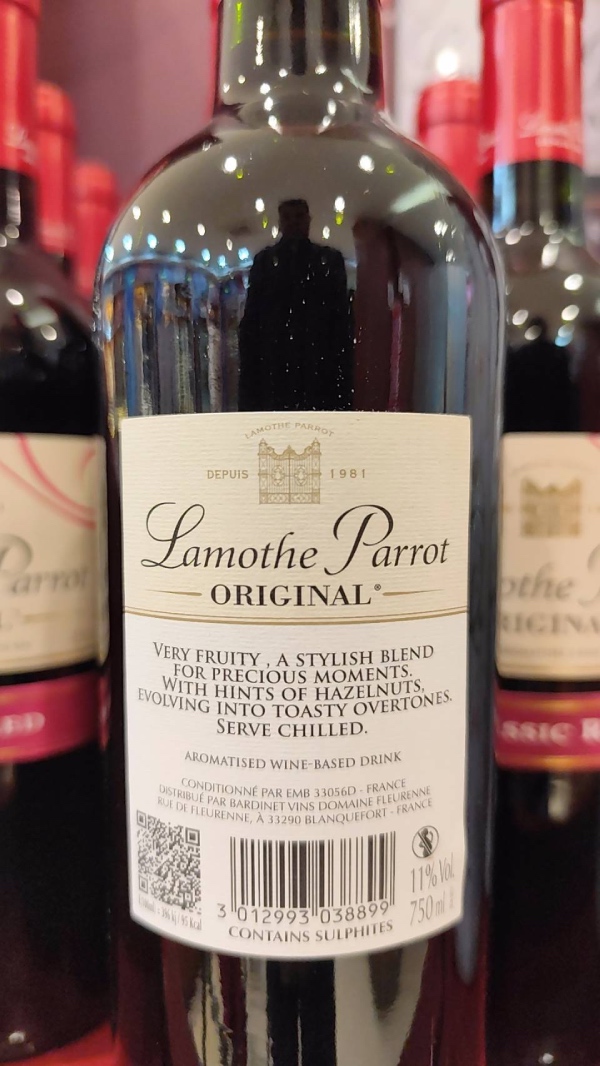 LAMOTHE PARROT
DEPUIS 1981
Lamothe Parrot
ORIGINAL®
VERY FRUITY , A STYLISH BLEND
FOR PRECIOUS MOMENTS.
WITH HINTS OF HAZELNUTS,
EVOLVING INTO TOASTY OVERTONES.
SERVE CHILLED.
AROMATISED WINE-BASED DRINK
CONDITIONNÉ PAR EMB 33056D - FRANCE
DISTRIBUÉ PAR BARDINET VINS DOMAINE FLEURENNE
RUE DE FLEURENNE, À 33290 BLANQUEFORT - FRANCE
11% Vol.
750 ml
3 012993 038899
CONTAINS SULPHITES
Parrot